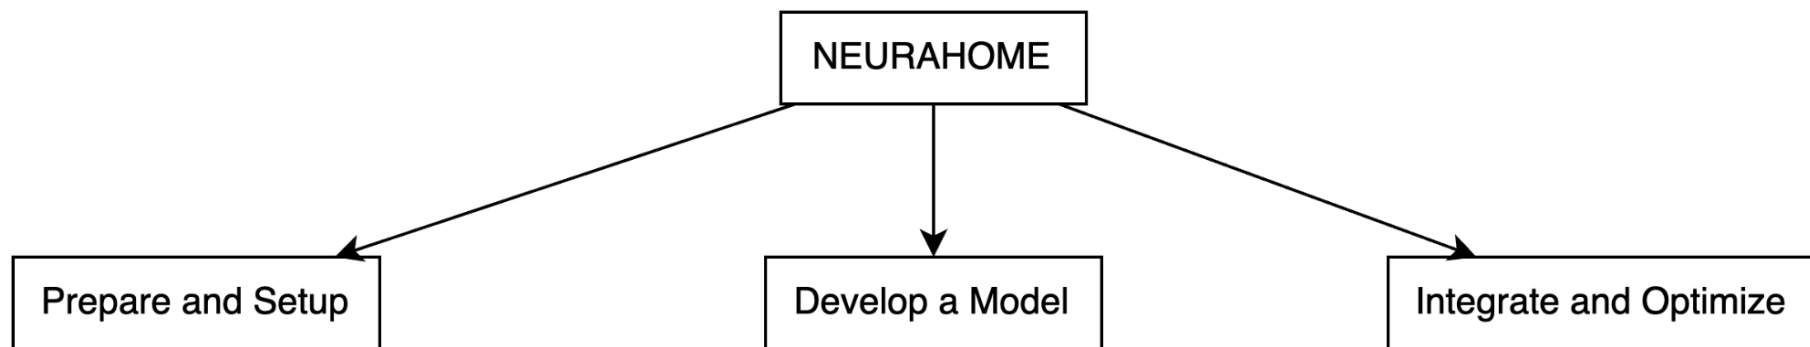 NEURAHOME
Prepare and Setup
Develop a Model
Integrate and Optimize